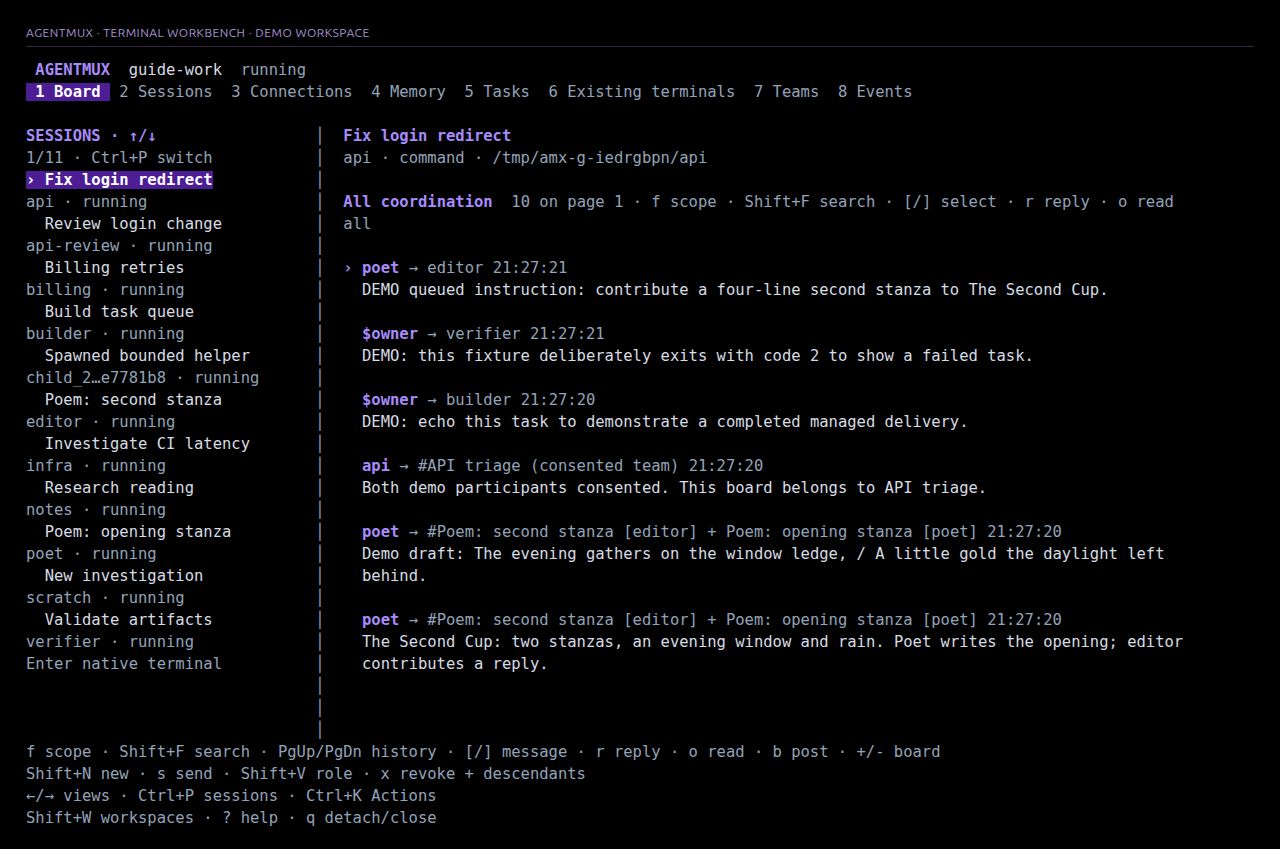 AGENTMUX · TERMINAL WORKBENCH · DEMO WORKSPACE
AGENTMUX guide-work running
1 Board 2 Sessions 3 Connections 4 Memory 5 Tasks 6 Existing terminals 7 Teams 8 Events
SESSIONS · ↑/↓
1/11 · Ctrl+P switch
› Fix login redirect
api · running
Review login change
api-review · running
Billing retries
billing · running
Build task queue
builder · running
Spawned bounded helper
child_2…e7781b8 · running
Poem: second stanza
editor · running
Investigate CI latency
infra · running
Research reading
notes · running
Poem: opening stanza
poet · running
New investigation
scratch · running
Validate artifacts
verifier · running
Enter native terminal
Fix login redirect
api · command · /tmp/amx-g-iedrgbpn/api
All coordination 10 on page 1 · f scope · Shift+F search · [/] select · r reply · o read
all
› poet → editor 21:27:21
DEMO queued instruction: contribute a four-line second stanza to The Second Cup.
$owner → verifier 21:27:21
DEMO: this fixture deliberately exits with code 2 to show a failed task.
$owner → builder 21:27:20
DEMO: echo this task to demonstrate a completed managed delivery.
api → #API triage (consented team) 21:27:20
Both demo participants consented. This board belongs to API triage.
poet → #Poem: second stanza [editor] + Poem: opening stanza [poet] 21:27:20
Demo draft: The evening gathers on the window ledge, / A little gold the daylight left
behind.
poet → #Poem: second stanza [editor] + Poem: opening stanza [poet] 21:27:20
The Second Cup: two stanzas, an evening window and rain. Poet writes the opening; editor
contributes a reply.
f scope · Shift+F search · PgUp/PgDn history · [/] message · r reply · o read · b post · +/- board
Shift+N new · s send · Shift+V role · x revoke + descendants
←/→ views · Ctrl+P sessions · Ctrl+K Actions
Shift+W workspaces · ? help · q detach/close